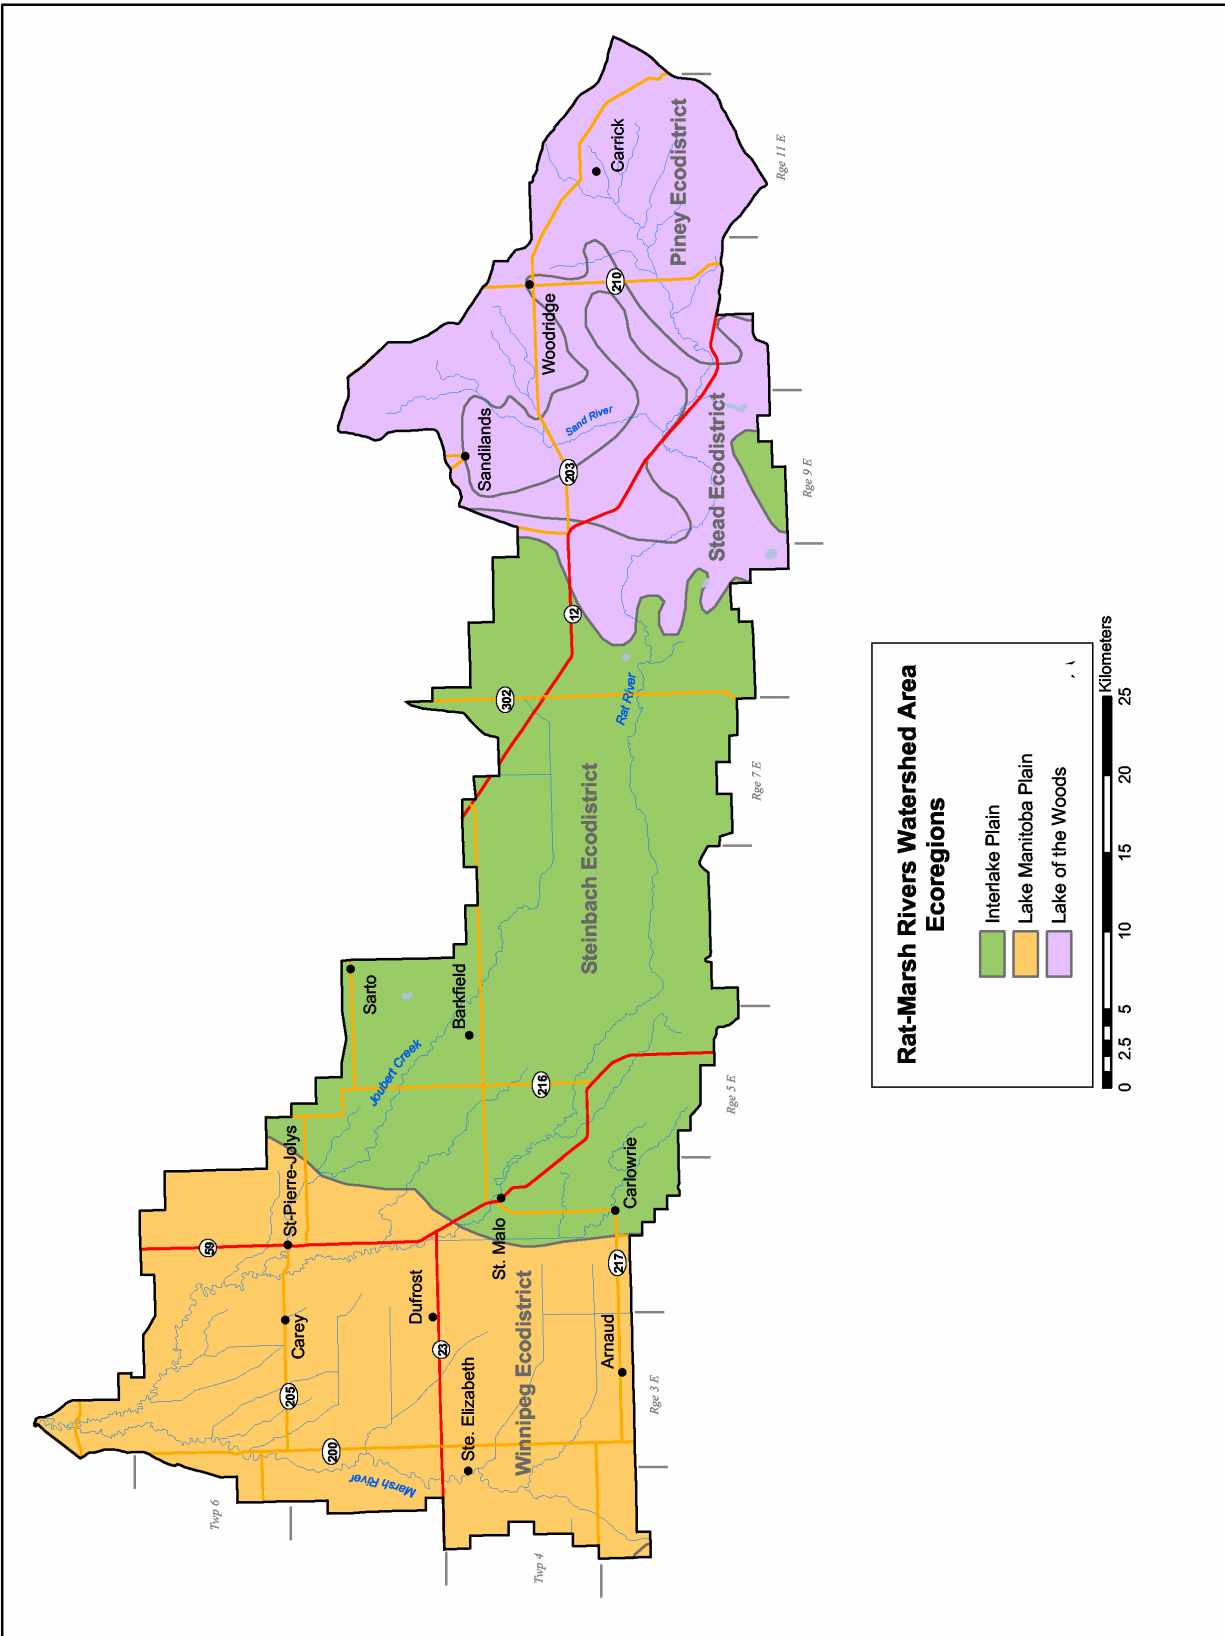 Rat-Marsh Rivers Watershed Area
Ecoregions
Interlake Plain
Lake Manitoba Plain
Lake of the Woods
0 2.5 5 10 15 20 25
Kilometers
Twp 6
Twp 4
Rge 3 E
Rge 5 E
Rge 7 E
Rge 9 E
Rge 11 E
Winnipeg Ecodistrict
Steinbach Ecodistrict
Stead Ecodistrict
Piney Ecodistrict
Marsh River
Joubert Creek
Rat River
Sand River
St-Pierre-Jolys
Carey
Dufrost
Ste. Elizabeth
Arnaud
St. Malo
Carlowrie
Sarto
Barkfield
Sandilands
Woodridge
Carrick
59
205
200
23
217
216
302
12
203
210